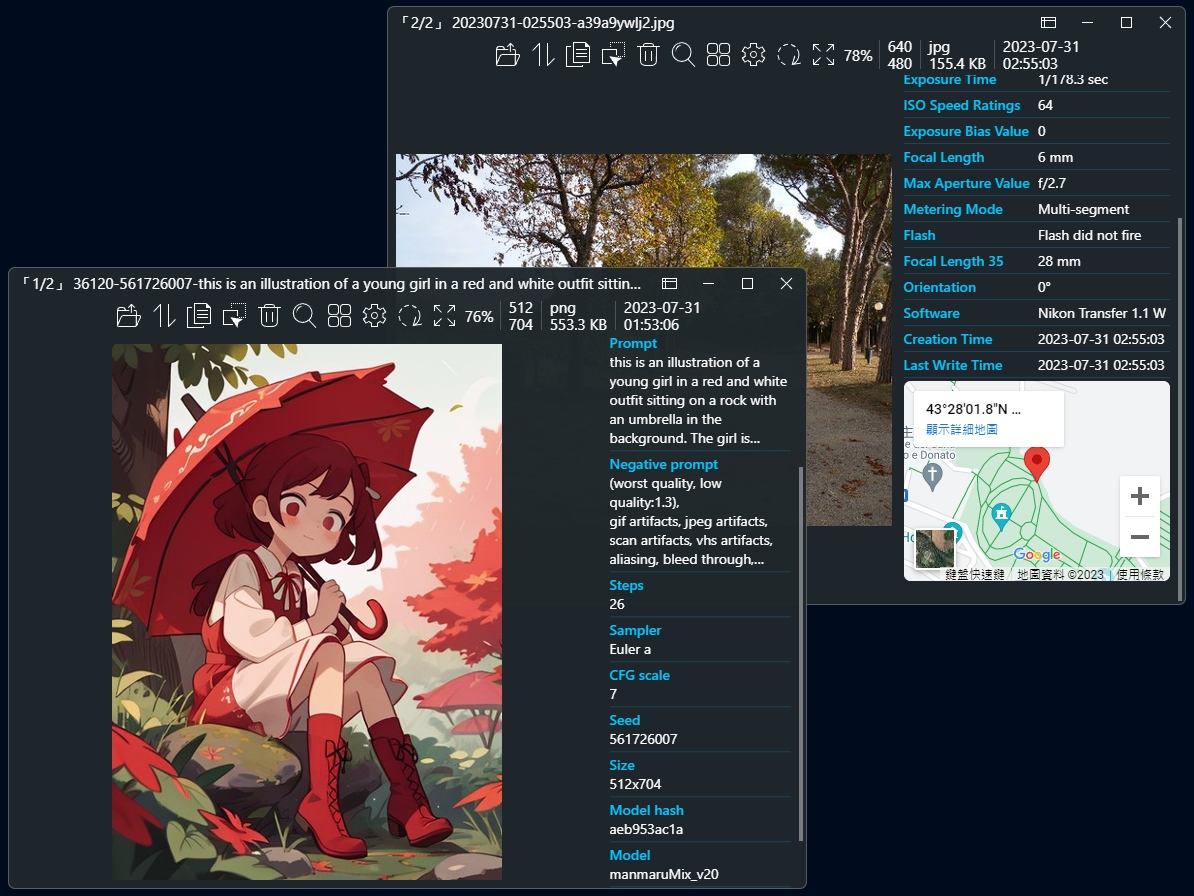 「2/2」 20230731-025503-a39a9ywlj2.jpg
78%
640
480
jpg
155.4 KB
2023-07-31
02:55:03
Exposure Time 1/178.3 sec
ISO Speed Ratings 64
Exposure Bias Value 0
Focal Length 6 mm
Max Aperture Value f/2.7
Metering Mode Multi-segment
Flash Flash did not fire
Focal Length 35 28 mm
Orientation 0°
Software Nikon Transfer 1.1 W
Creation Time 2023-07-31 02:55:03
Last Write Time 2023-07-31 02:55:03
43°28'01.8"N ...
顯示詳細地圖
o e Donato
Google
鍵盤快速鍵 地圖資料 ©2023 使用條款
「1/2」 36120-561726007-this is an illustration of a young girl in a red and white outfit sittin...
76%
512
704
png
553.3 KB
2023-07-31
01:53:06
Prompt
this is an illustration of a
young girl in a red and white
outfit sitting on a rock with
an umbrella in the
background. The girl is...
Negative prompt
(worst quality, low
quality:1.3),
gif artifacts, jpeg artifacts,
scan artifacts, vhs artifacts,
aliasing, bleed through,...
Steps
26
Sampler
Euler a
CFG scale
7
Seed
561726007
Size
512x704
Model hash
aeb953ac1a
Model
manmaruMix_v20